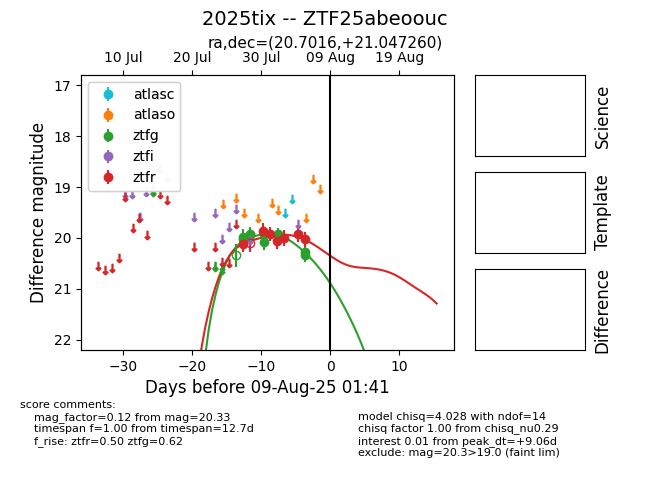 2025tix -- ZTF25abeoouc
ra,dec=(20.7016,+21.047260)
10 Jul 20 Jul 30 Jul 09 Aug 19 Aug
17
18
19
20
21
22
Difference magnitude
atlasc
atlaso
ztfg
ztfi
ztfr
−30 −20 −10 0 10
Days before 09-Aug-25 01:41
Science
Template
Difference
score comments:
mag_factor=0.12 from mag=20.33
timespan f=1.00 from timespan=12.7d
f_rise: ztfr=0.50 ztfg=0.62
model chisq=4.028 with ndof=14
chisq factor 1.00 from chisq_nu0.29
interest 0.01 from peak_dt=+9.06d
exclude: mag=20.3>19.0 (faint lim)